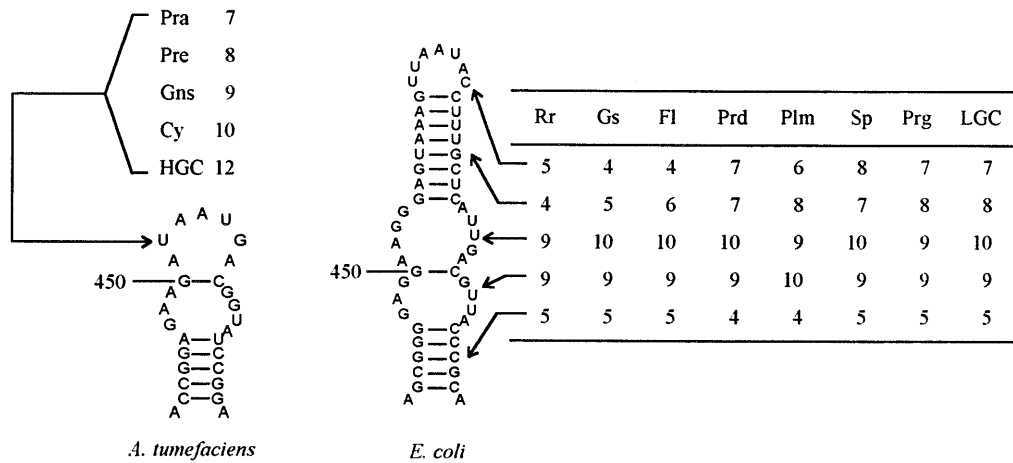 Pra 7
Pre 8
Gns 9
Cy 10
HGC 12
450
A C C G G A G A A G A U A A U G A C G G U A U C C G G A
A. tumefaciens
450
A G C G G G G A G G A A G G G A G U A A A G U U A A U A C C U U U G C U C A U U G A C G U U A C C C G C A
E. coli
Rr Gs Fl Prd Plm Sp Prg LGC
5 4 4 7 6 8 7 7
4 5 6 7 8 7 8 8
9 10 10 10 9 10 9 10
9 9 9 9 10 9 9 9
5 5 5 4 4 5 5 5